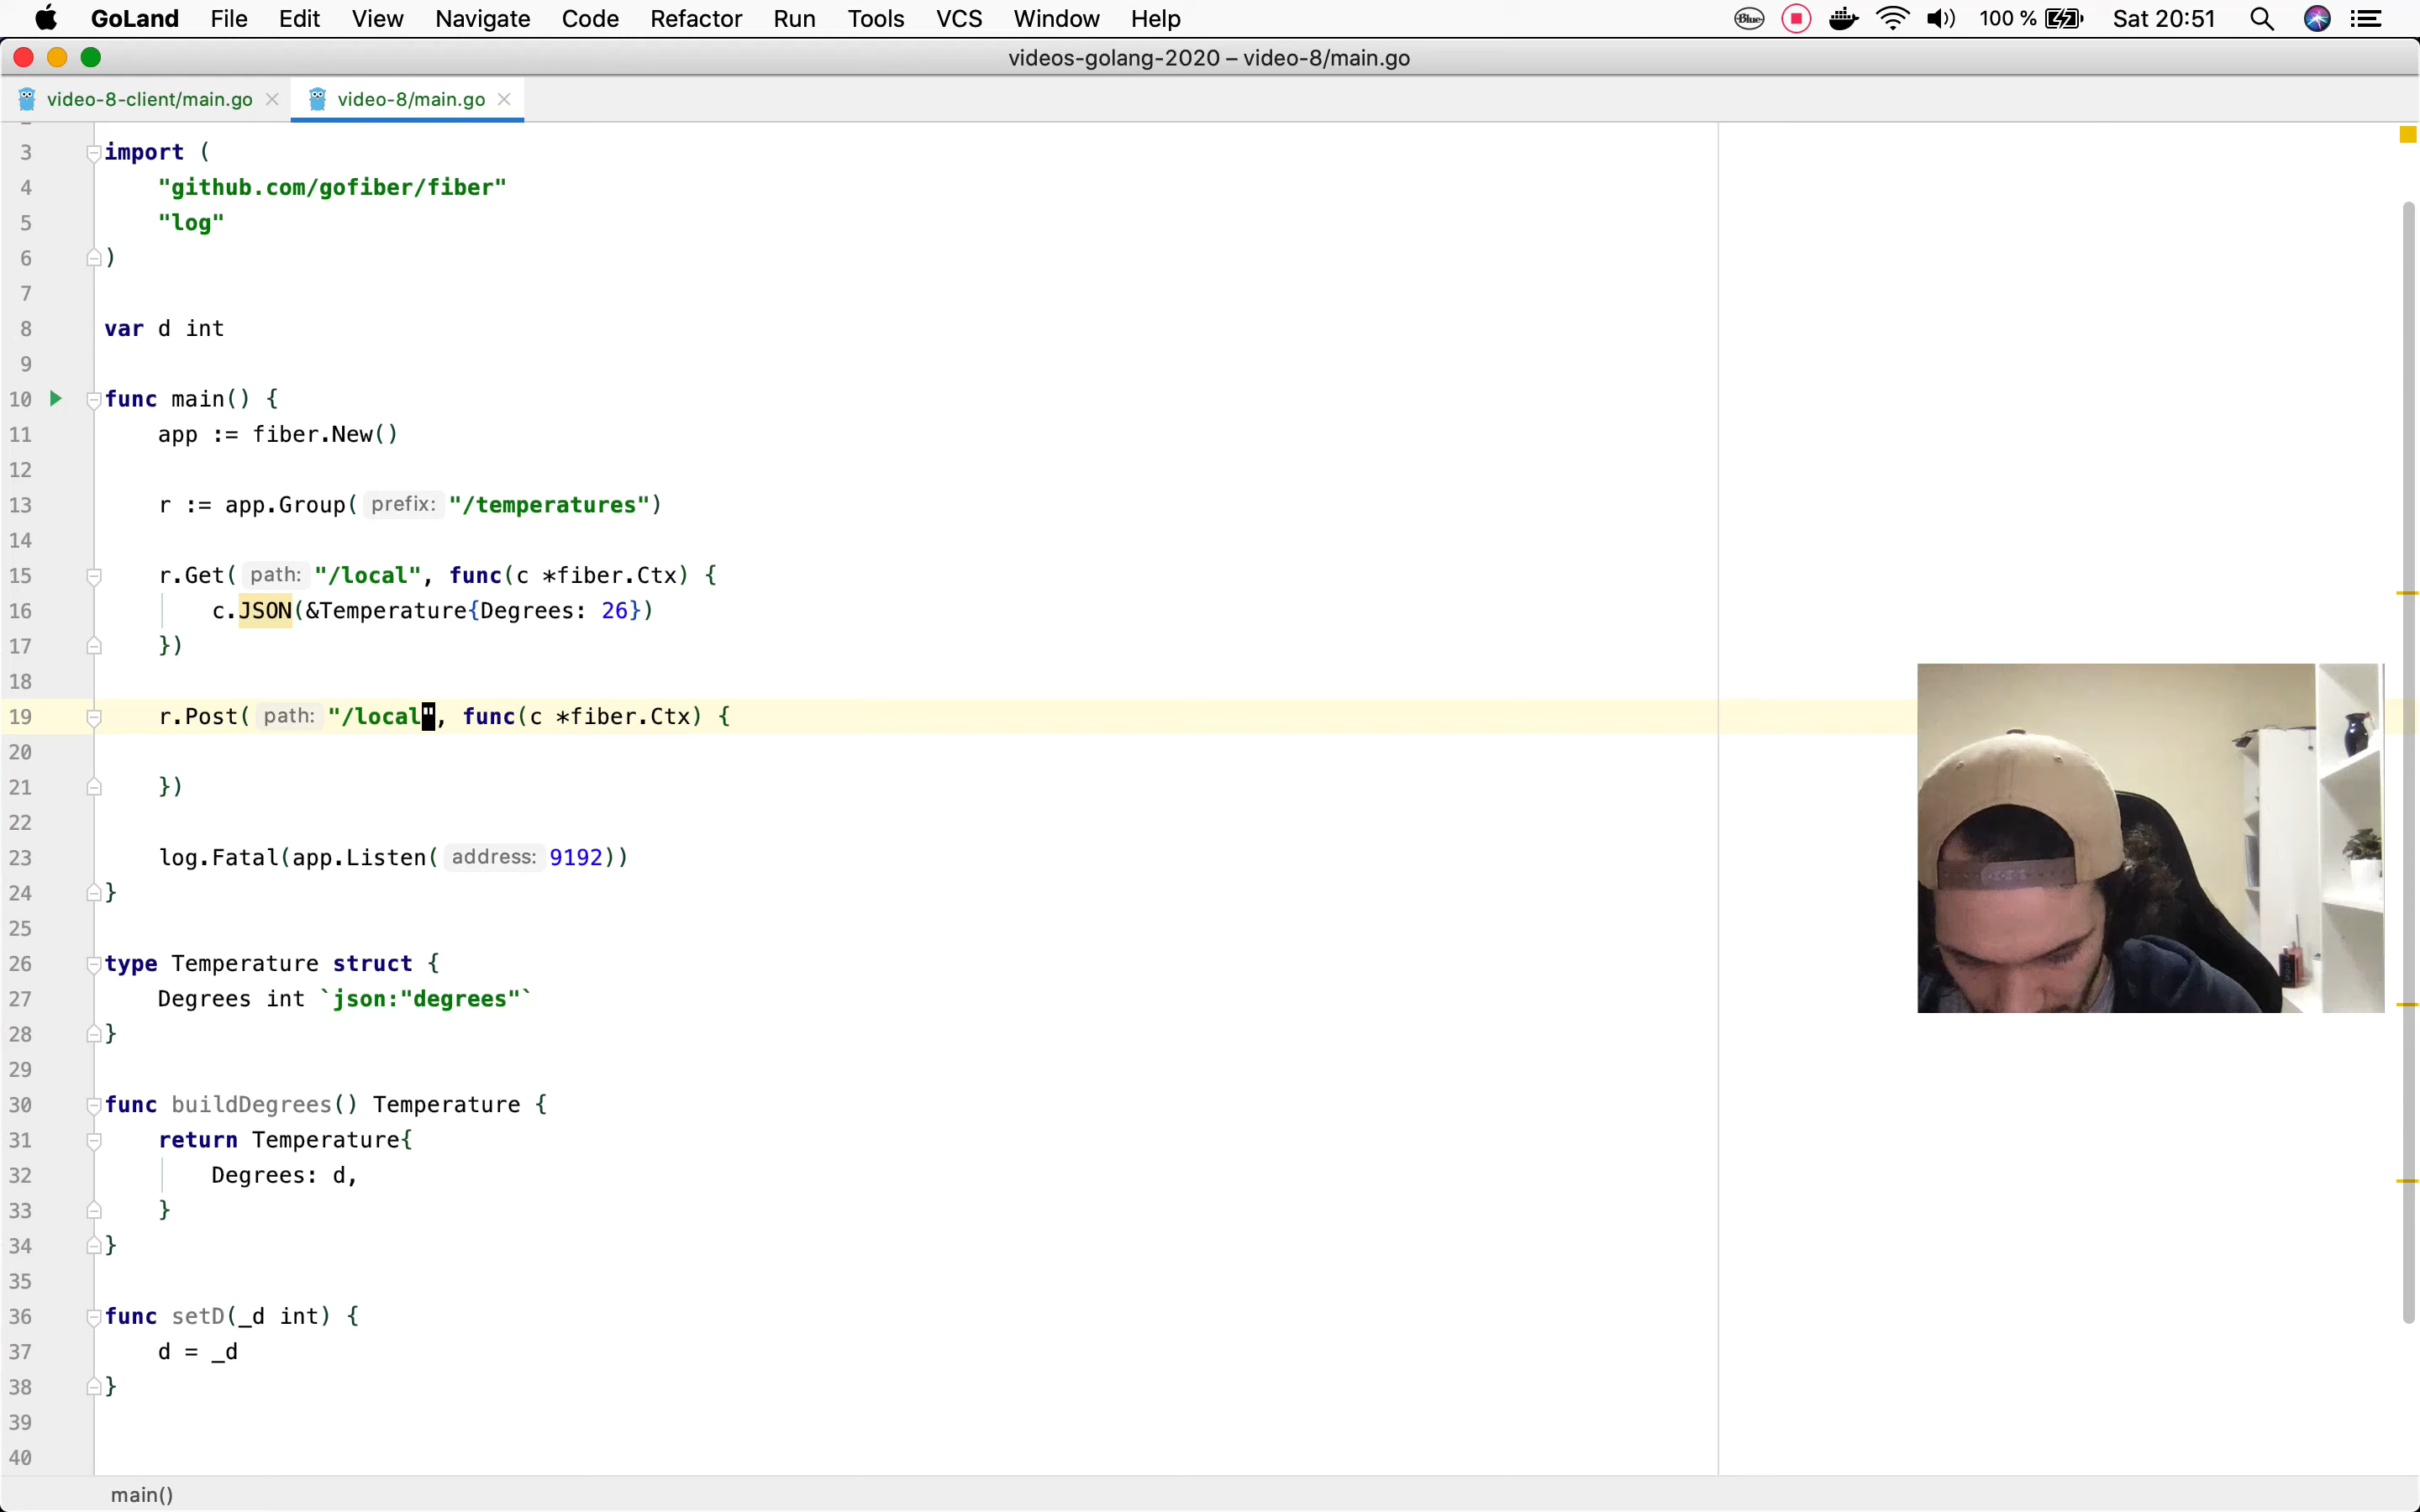 GoLand File Edit View Navigate Code Refactor Run Tools VCS Window Help Blue 100 % Sat 20:51
videos-golang-2020 – video-8/main.go
video-8-client/main.go video-8/main.go
3 import (
4 "github.com/gofiber/fiber"
5 "log"
6 )
7
8 var d int
9
10 func main() {
11 app := fiber.New()
12
13 r := app.Group( prefix: "/temperatures")
14
15 r.Get( path: "/local", func(c *fiber.Ctx) {
16 c.JSON(&Temperature{Degrees: 26})
17 })
18
19 r.Post( path: "/local", func(c *fiber.Ctx) {
20
21 })
22
23 log.Fatal(app.Listen( address: 9192))
24 }
25
26 type Temperature struct {
27 Degrees int `json:"degrees"`
28 }
29
30 func buildDegrees() Temperature {
31 return Temperature{
32 Degrees: d,
33 }
34 }
35
36 func setD(_d int) {
37 d = _d
38 }
39
40
main()